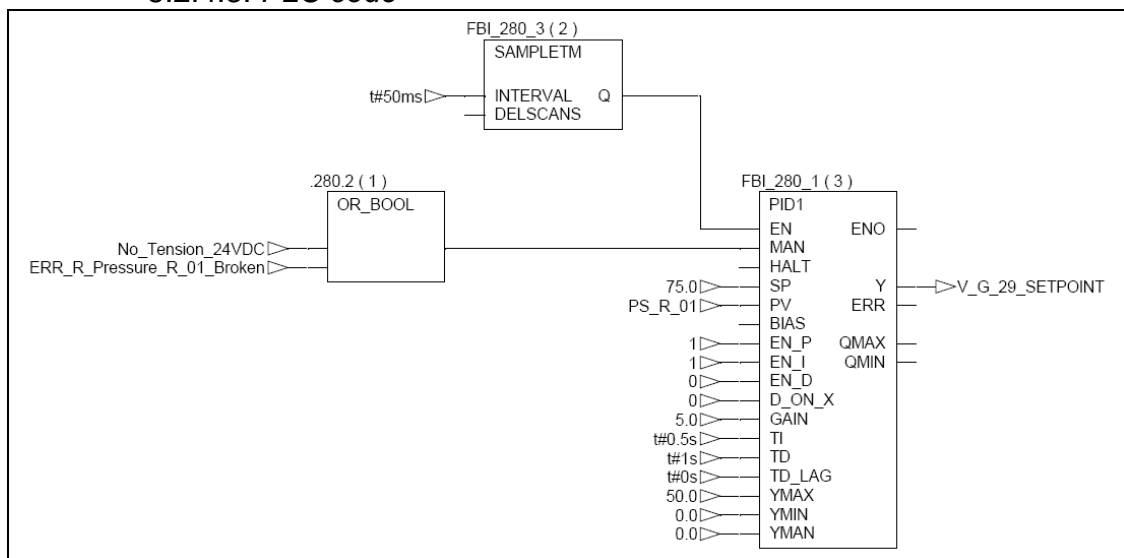 FBI_280_3 ( 2 )
SAMPLETM
t#50ms
INTERVAL Q
DELSCANS
.280.2 ( 1 )
OR_BOOL
No_Tension_24VDC
ERR_R_Pressure_R_01_Broken
FBI_280_1 ( 3 )
PID1
EN ENO
MAN
HALT
75.0 SP Y V_G_29_SETPOINT
PS_R_01 PV ERR
BIAS
1 EN_P QMAX
1 EN_I QMIN
0 EN_D
0 D_ON_X
5.0 GAIN
t#0.5s TI
t#1s TD
t#0s TD_LAG
50.0 YMAX
0.0 YMIN
0.0 YMAN